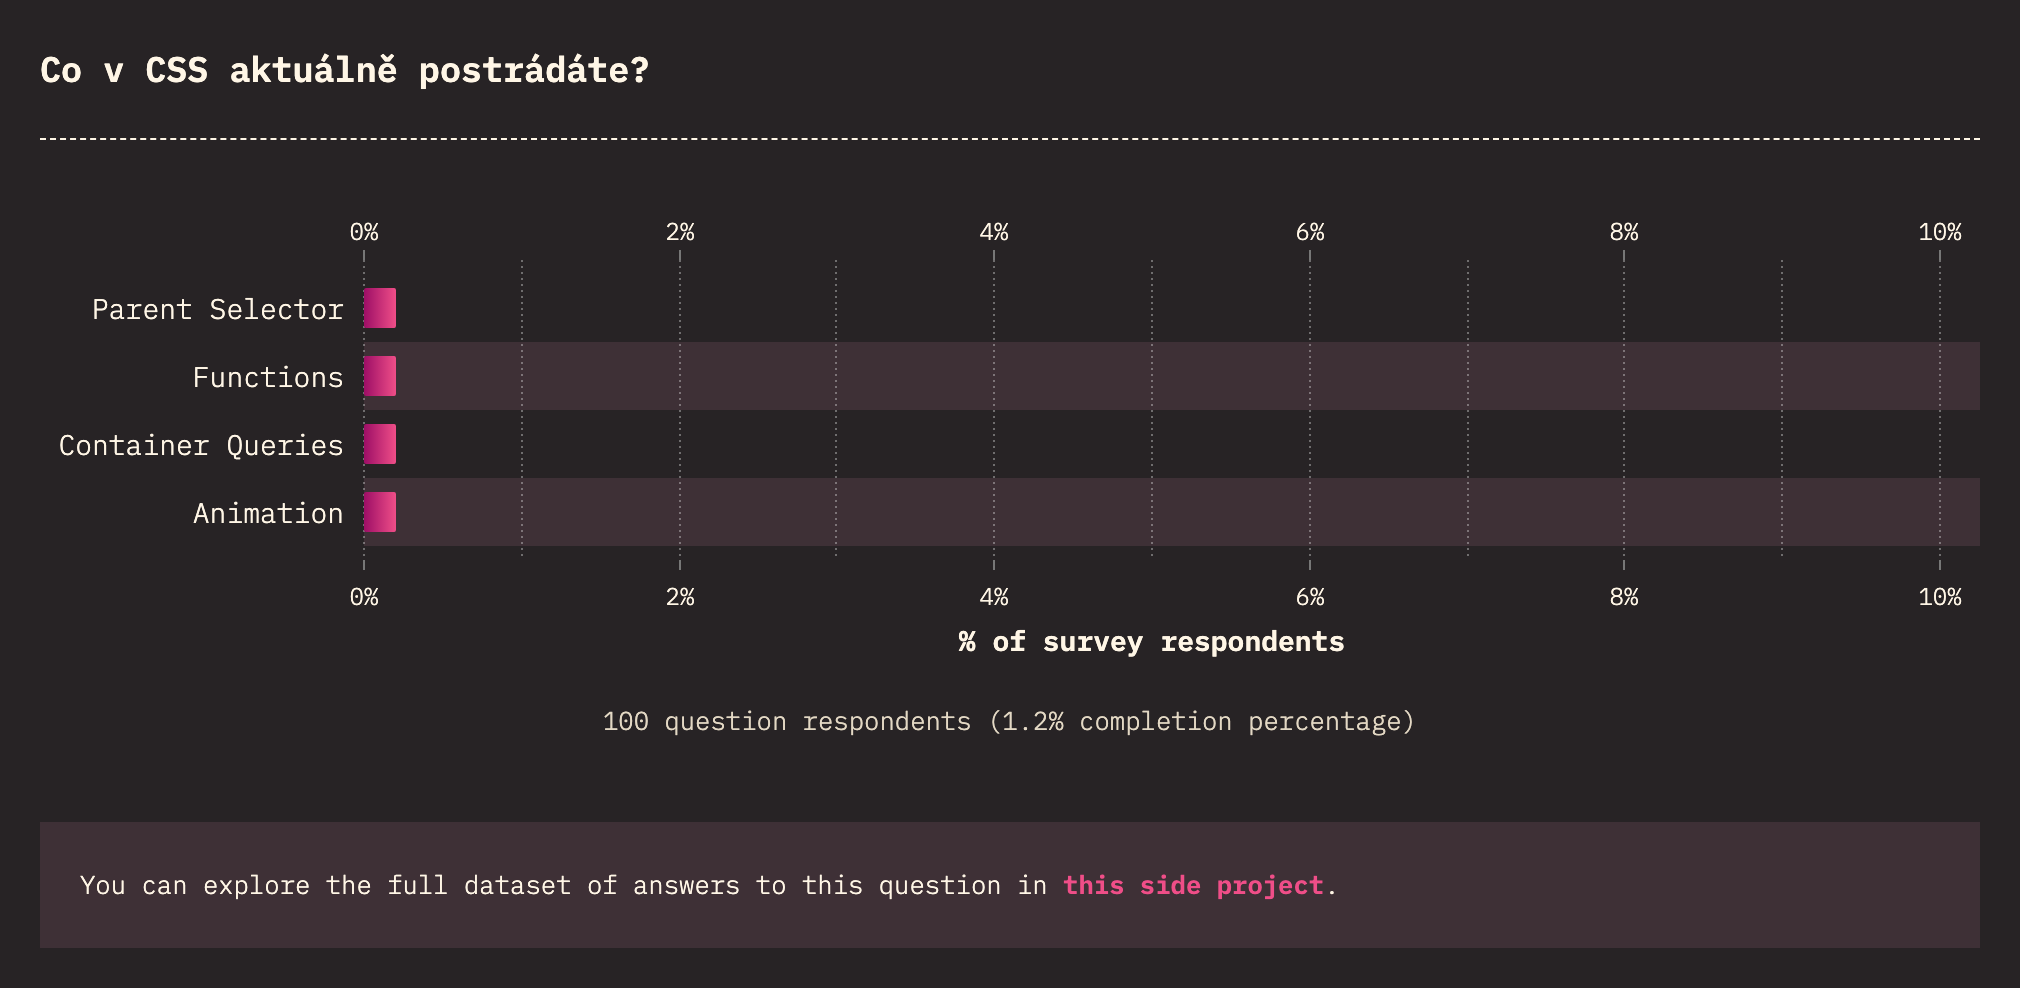 Co v CSS aktuálně postrádáte?
0% 2% 4% 6% 8% 10%
Parent Selector
Functions
Container Queries
Animation
0% 2% 4% 6% 8% 10%
% of survey respondents
100 question respondents (1.2% completion percentage)
You can explore the full dataset of answers to this question in this side project.